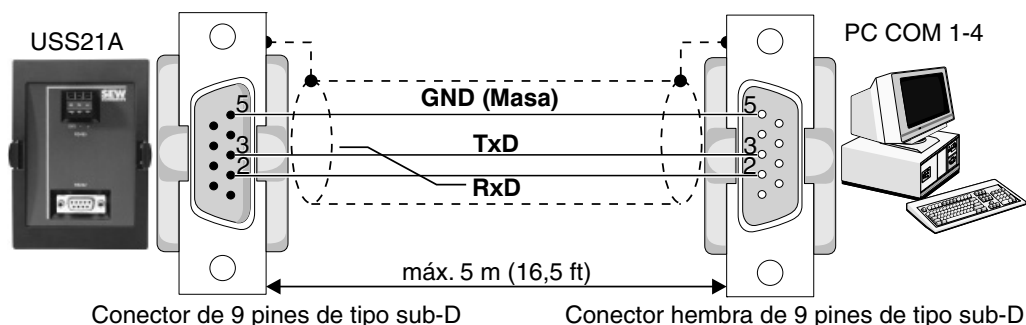 USS21A
PC COM 1-4
SEW
5
GND (Masa)
5
3
TxD
3
2
RxD
2
máx. 5 m (16,5 ft)
Conector de 9 pines de tipo sub-D
Conector hembra de 9 pines de tipo sub-D